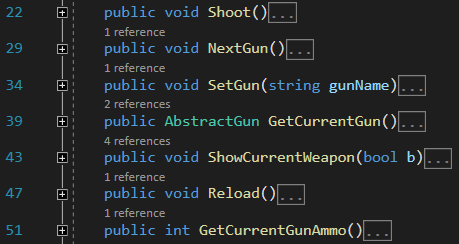 22 public void Shoot()...
1 reference
29 public void NextGun()...
1 reference
34 public void SetGun(string gunName)...
2 references
39 public AbstractGun GetCurrentGun()...
4 references
43 public void ShowCurrentWeapon(bool b)...
1 reference
47 public void Reload()...
1 reference
51 public int GetCurrentGunAmmo()...